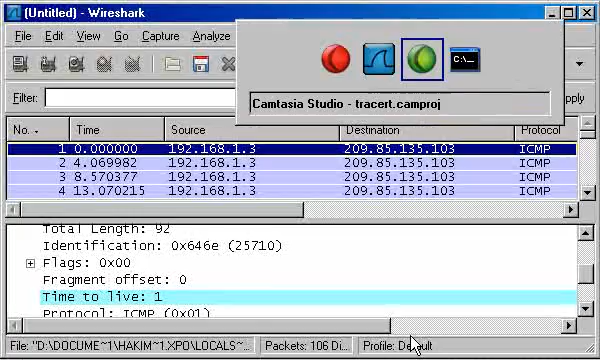 (Untitled) - Wireshark
File Edit View Go Capture Analyze
C:\...
Camtasia Studio - tracert.camproj
Filter:
pply
No. Time Source Destination Protocol
1 0.000000 192.168.1.3 209.85.135.103 ICMP
2 4.069982 192.168.1.3 209.85.135.103 ICMP
3 8.570377 192.168.1.3 209.85.135.103 ICMP
4 13.070215 192.168.1.3 209.85.135.103 ICMP
Total Length: 92
Identification: 0x646e (25710)
Flags: 0x00
Fragment offset: 0
Time to live: 1
Protocol: ICMP (0x01)
File: "D:\DOCUME~1\HAKIM~1.XPO\LOCALS~... Packets: 106 Di... Profile: Default